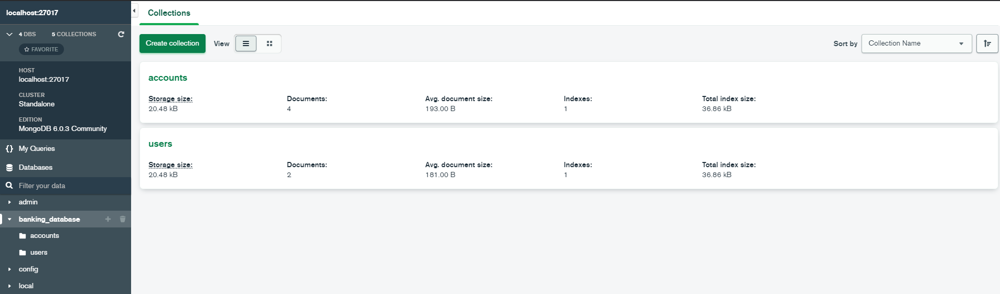 localhost:27017
4 DBS 5 COLLECTIONS
FAVORITE
HOST
localhost:27017
CLUSTER
Standalone
EDITION
MongoDB 6.0.3 Community
{} My Queries
Databases
Filter your data
admin
banking_database
accounts
users
config
local
Collections
Create collection View
Sort by Collection Name
accounts
Storage size: Documents: Avg. document size: Indexes: Total index size:
20.48 kB 4 193.00 B 1 36.86 kB
users
Storage size: Documents: Avg. document size: Indexes: Total index size:
20.48 kB 2 181.00 B 1 36.86 kB